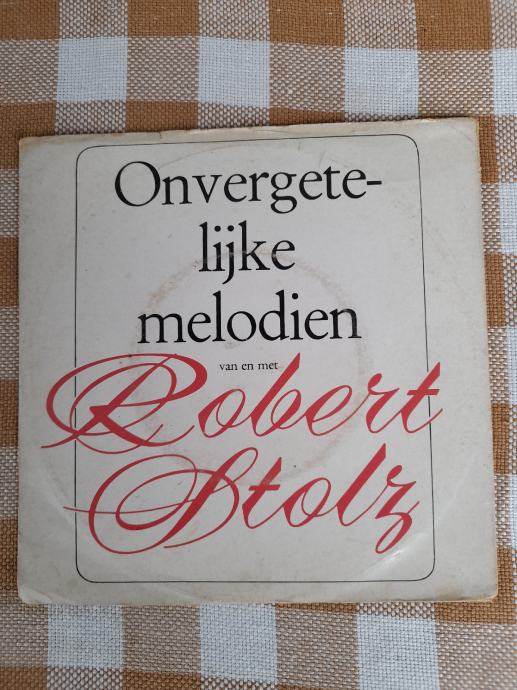 Onvergete-
lijke
melodien
van en met
Robert
Stolz